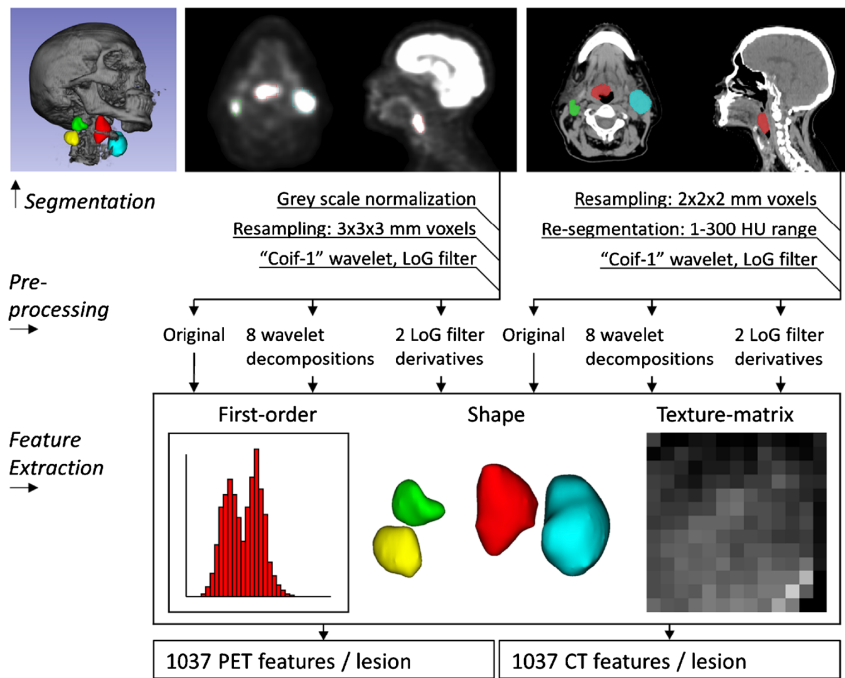 Segmentation
Grey scale normalization
Resampling: 3x3x3 mm voxels
“Coif-1” wavelet, LoG filter
Resampling: 2x2x2 mm voxels
Re-segmentation: 1-300 HU range
“Coif-1” wavelet, LoG filter
Pre-
processing
Original
8 wavelet
decompositions
2 LoG filter
derivatives
Original
8 wavelet
decompositions
2 LoG filter
derivatives
Feature
Extraction
First-order
Shape
Texture-matrix
1037 PET features / lesion
1037 CT features / lesion